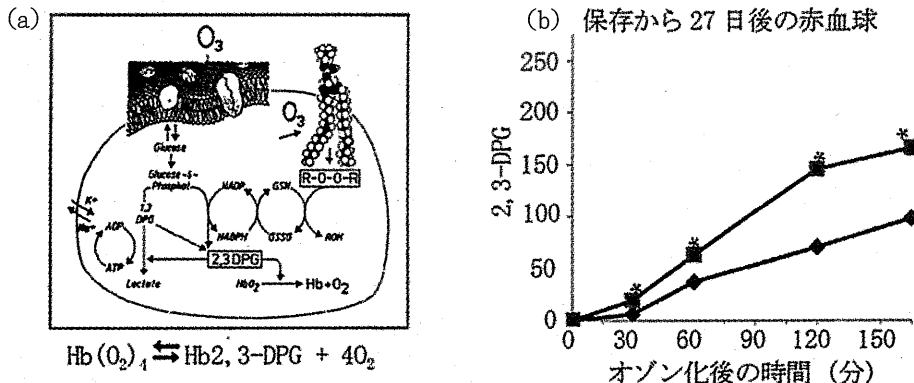 (a)
O₃
O₃
Glucose
Glucose-6-
Phosphat
R-O-O-R
K+
Na+
1,3
DPG
NADP
GSH
ADP
ATP
NADPH
GSSG
ROH
2,3DPG
Lactate
HbO₂
Hb+O₂
Hb(O₂)₄ ⇄ Hb2,3-DPG + 4O₂
(b) 保存から 27 日後の赤血球
2,3-DPG
250
200
150
100
50
0
* * * *
0 30 60 90 120 150
オゾン化後の時間 (分)